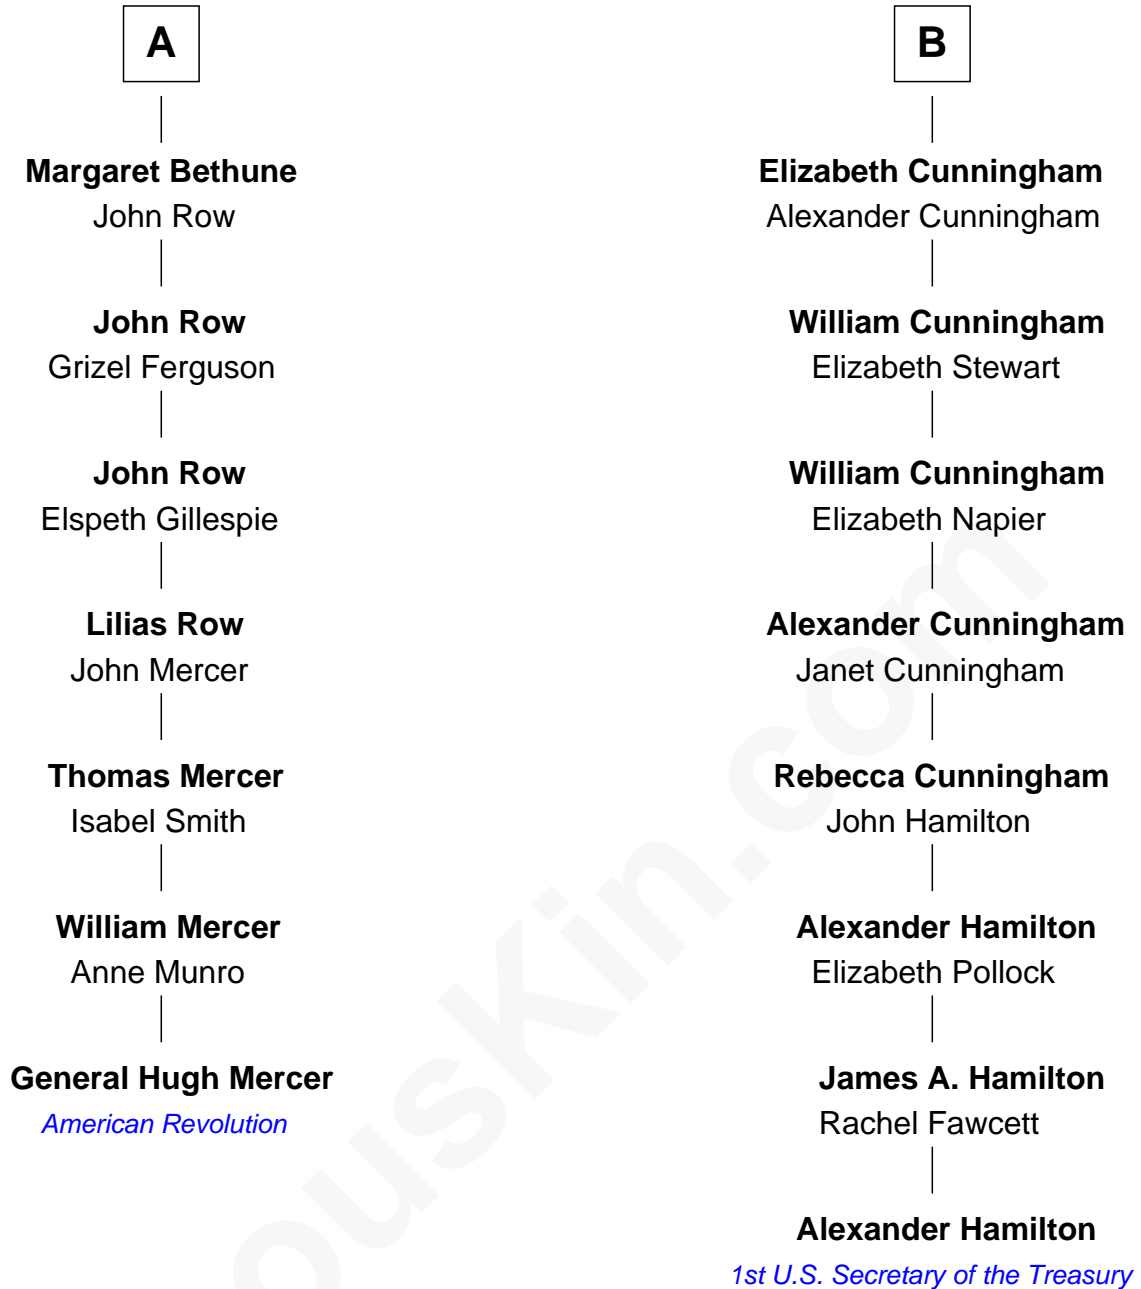 A
Margaret Bethune
John Row
John Row
Grizel Ferguson
John Row
Elspeth Gillespie
Lilias Row
John Mercer
Thomas Mercer
Isabel Smith
William Mercer
Anne Munro
General Hugh Mercer
American Revolution
B
Elizabeth Cunningham
Alexander Cunningham
William Cunningham
Elizabeth Stewart
William Cunningham
Elizabeth Napier
Alexander Cunningham
Janet Cunningham
Rebecca Cunningham
John Hamilton
Alexander Hamilton
Elizabeth Pollock
James A. Hamilton
Rachel Fawcett
Alexander Hamilton
1st U.S. Secretary of the Treasury
ousKin.com